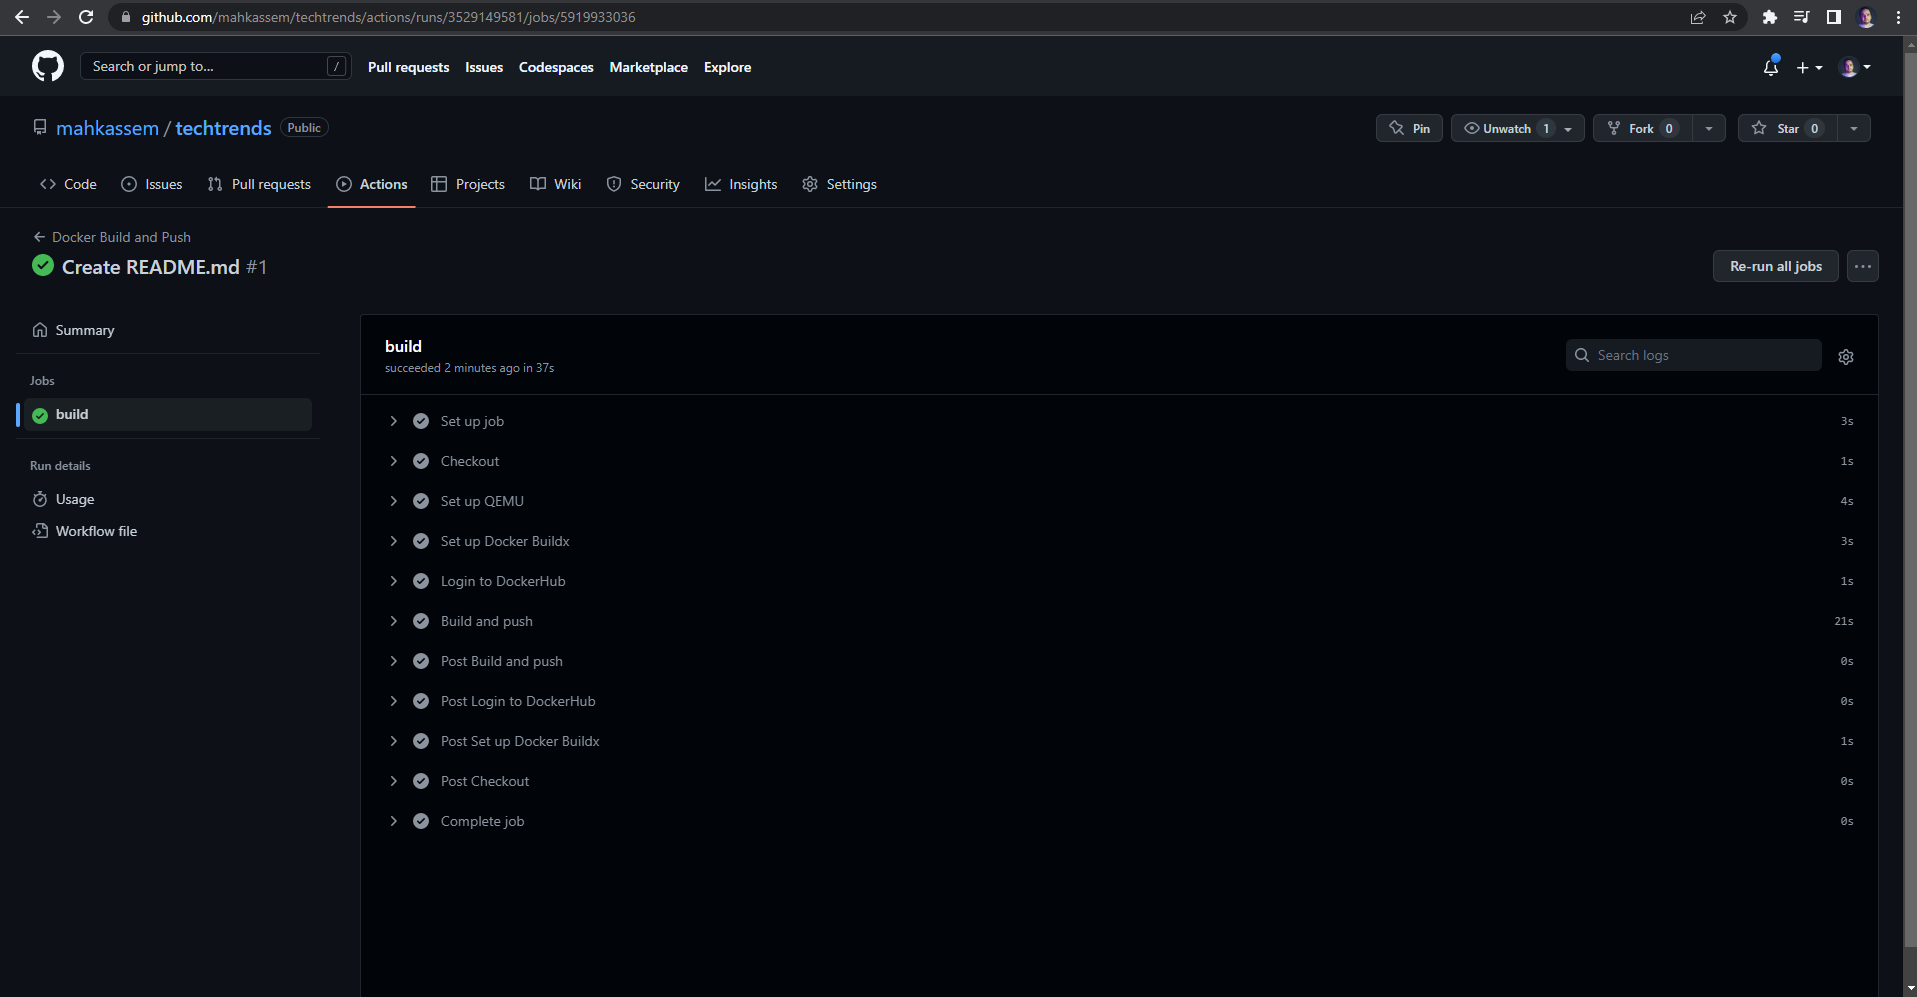 github.com/mahkassem/techtrends/actions/runs/3529149581/jobs/5919933036
Search or jump to... /
Pull requests Issues Codespaces Marketplace Explore
mahkassem / techtrends Public
Pin Unwatch 1 Fork 0 Star 0
Code Issues Pull requests Actions Projects Wiki Security Insights Settings
Docker Build and Push
Create README.md #1
Re-run all jobs
Summary
Jobs
build
Run details
Usage
Workflow file
build
succeeded 2 minutes ago in 37s
Search logs
Set up job 3s
Checkout 1s
Set up QEMU 4s
Set up Docker Buildx 3s
Login to DockerHub 1s
Build and push 21s
Post Build and push 0s
Post Login to DockerHub 0s
Post Set up Docker Buildx 1s
Post Checkout 0s
Complete job 0s